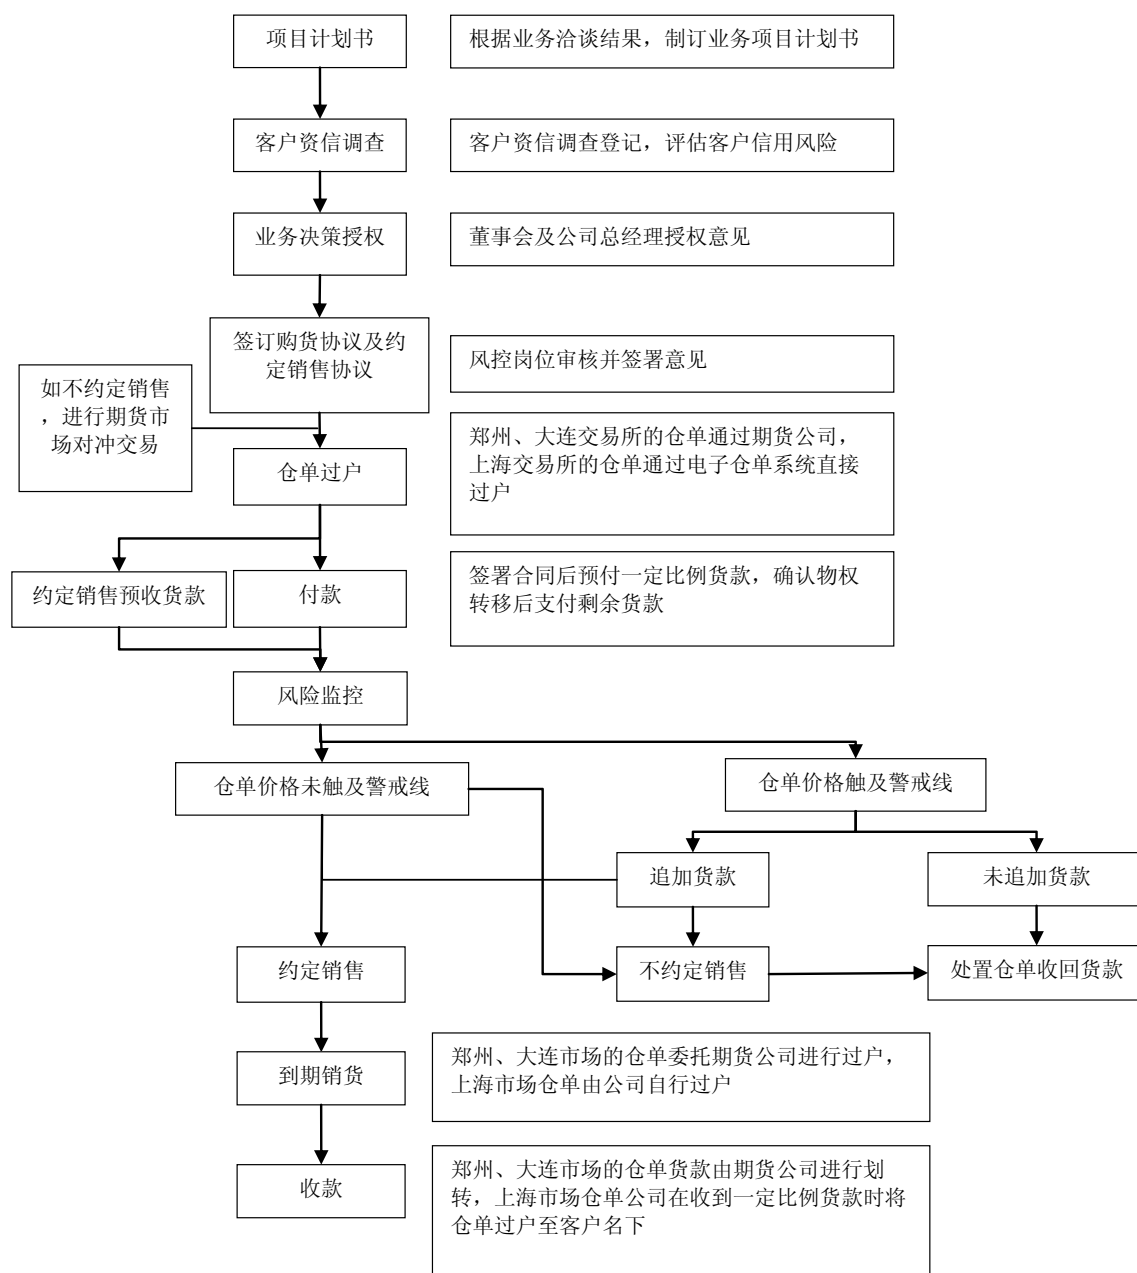 项目计划书
根据业务洽谈结果，制订业务项目计划书
客户资信调查
客户资信调查登记，评估客户信用风险
业务决策授权
董事会及公司总经理授权意见
签订购货协议及约
定销售协议
风控岗位审核并签署意见
如不约定销售
，进行期货市
场对冲交易
仓单过户
郑州、大连交易所的仓单通过期货公司，
上海交易所的仓单通过电子仓单系统直接
过户
约定销售预收货款
付款
签署合同后预付一定比例货款，确认物权
转移后支付剩余货款
风险监控
仓单价格未触及警戒线
仓单价格触及警戒线
追加货款
未追加货款
约定销售
不约定销售
处置仓单收回货款
到期销货
郑州、大连市场的仓单委托期货公司进行过户，
上海市场仓单由公司自行过户
收款
郑州、大连市场的仓单货款由期货公司进行划
转，上海市场仓单公司在收到一定比例货款时将
仓单过户至客户名下